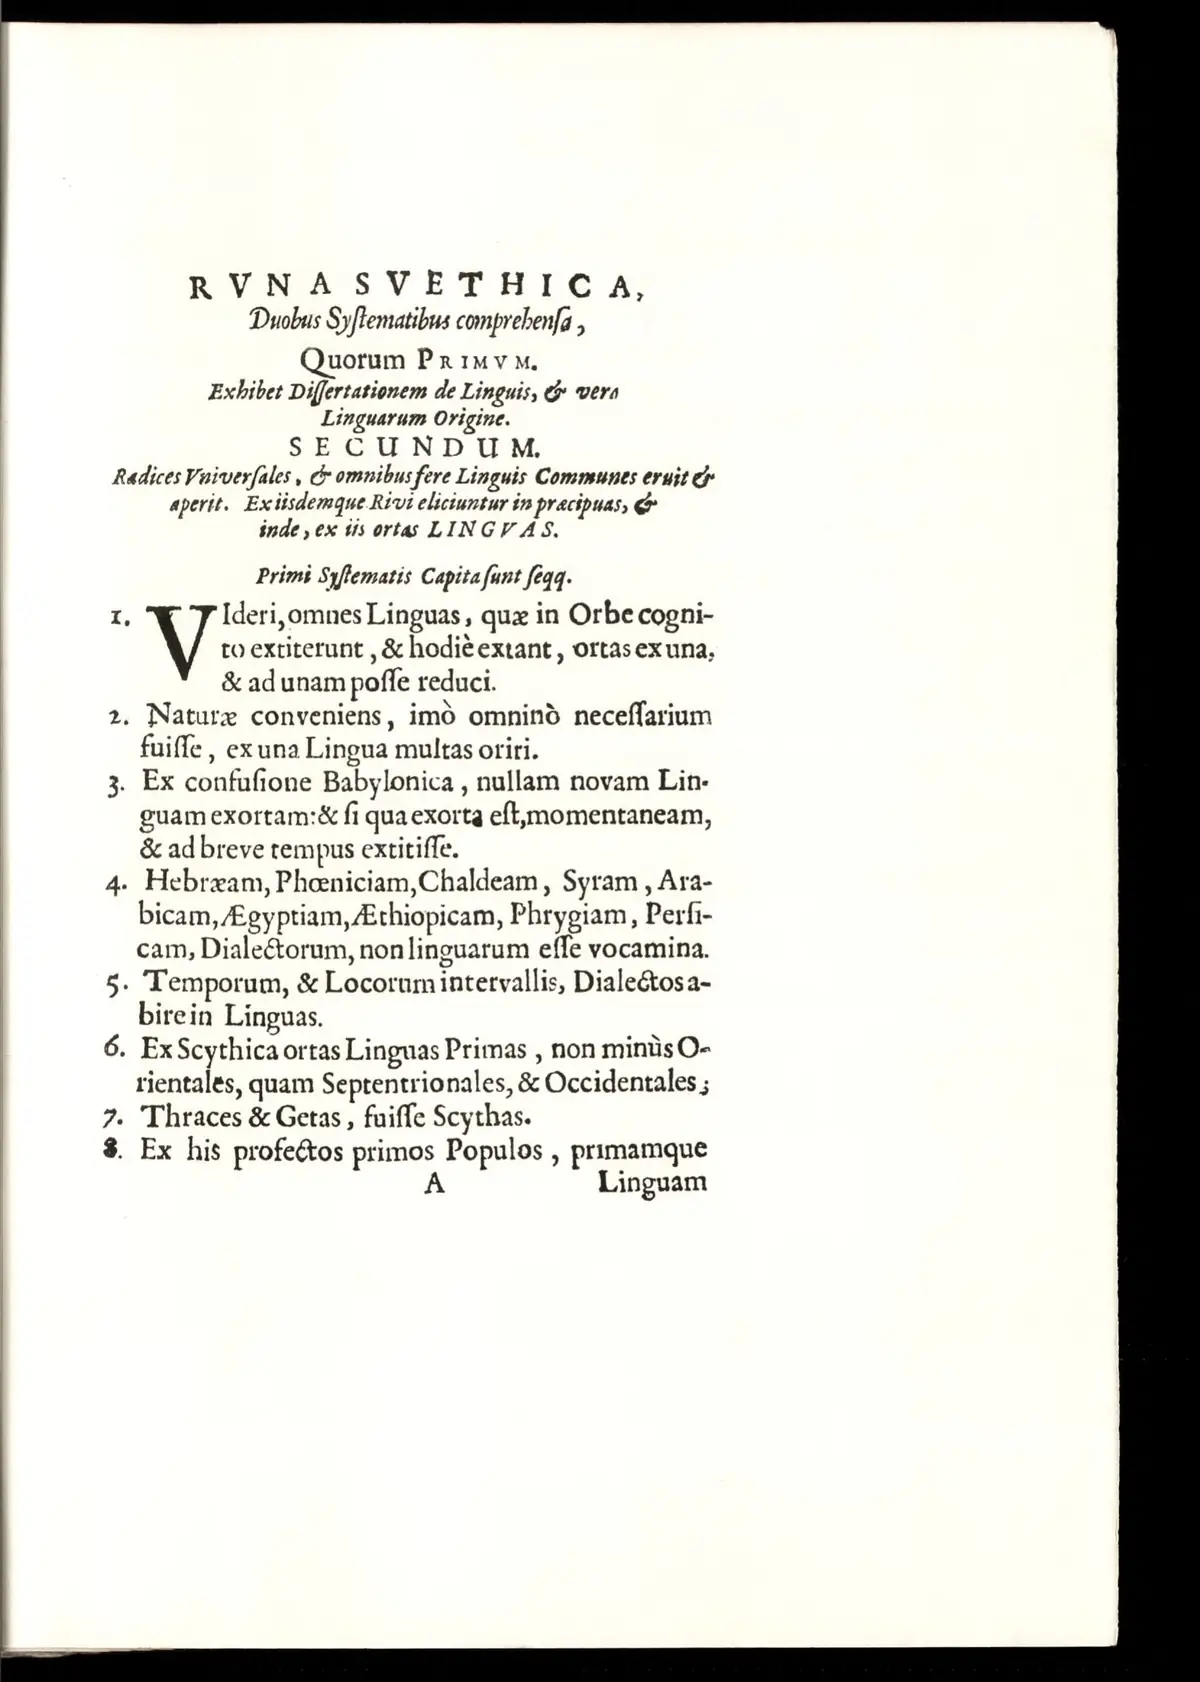 RVNA SVETHICA,
Duobus Syſtematibus comprehenſa,
Quorum PRIMVM.
Exhibet Diſſertationem de Linguis, & vera
Linguarum Origine.
SECUNDUM.
Radices Vniverſales, & omnibus fere Linguis Communes eruit &
aperit. Ex iisdemque Rivi eliciuntur in præcipuas, &
inde, ex iis ortas LINGVAS.
Primi Syſtematis Capita ſunt ſeqq.
1. VIderi, omnes Linguas, quæ in Orbe cogni-
to extiterunt, & hodiè extant, ortas ex una,
& ad unam poſſe reduci.
2. Naturæ conveniens, imò omninò neceſſarium
fuiſſe, ex una Lingua multas oriri.
3. Ex confuſione Babylonica, nullam novam Lin-
guam exortam: & ſi qua exorta eſt, momentaneam,
& ad breve tempus extitiſſe.
4. Hebræam, Phœniciam, Chaldeam, Syram, Ara-
bicam, Ægyptiam, Æthiopicam, Phrygiam, Perſi-
cam, Dialectorum, non linguarum eſſe vocamina.
5. Temporum, & Locorum intervallis, Dialectos a-
bire in Linguas.
6. Ex Scythica ortas Linguas Primas, non minùs O-
rientales, quam Septentrionales, & Occidentales;
7. Thraces & Getas, fuiſſe Scythas.
8. Ex his profectos primos Populos, primamque
A Linguam